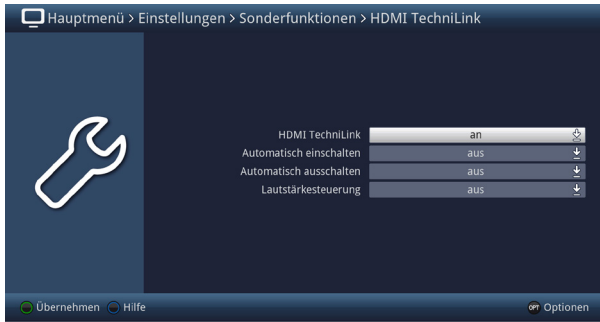 Hauptmenü > Einstellungen > Sonderfunktionen > HDMI TechniLink
HDMI TechniLink an
Automatisch einschalten aus
Automatisch ausschalten aus
Lautstärkesteuerung aus
Übernehmen Hilfe OPT Optionen